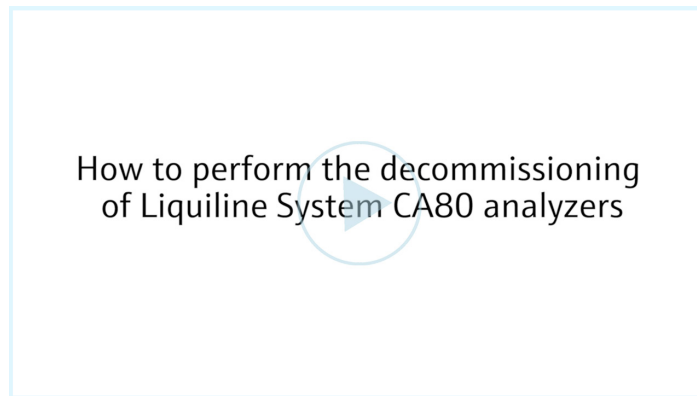 How to perform the decommissioning
of Liquiline System CA80 analyzers